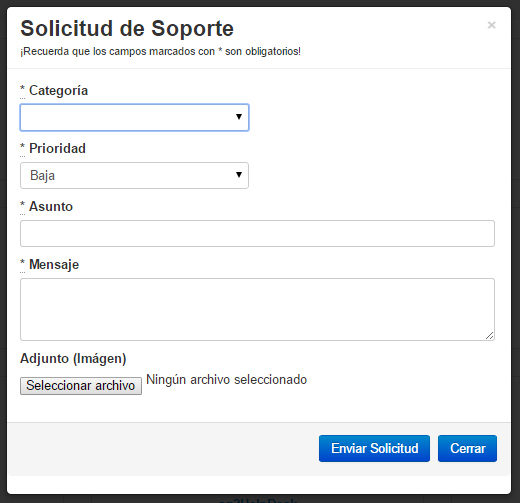 Solicitud de Soporte
×
¡Recuerda que los campos marcados con * son obligatorios!
* Categoría
* Prioridad
Baja
* Asunto
* Mensaje
Adjunto (Imágen)
Seleccionar archivo Ningún archivo seleccionado
Enviar Solicitud Cerrar